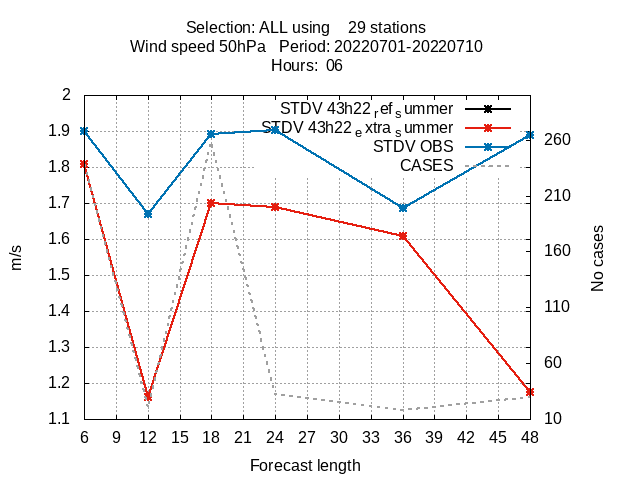 Selection: ALL using    29 stations
Wind speed 50hPa   Period: 20220701-20220710
Hours:  06
STDV 43h22 ref summer
STDV 43h22 extra summer
STDV OBS
CASES
2
1.9
1.8
1.7
1.6
1.5
1.4
1.3
1.2
1.1
m/s
260
210
160
110
60
10
No cases
6 9 12 15 18 21 24 27 30 33 36 39 42 45 48
Forecast length